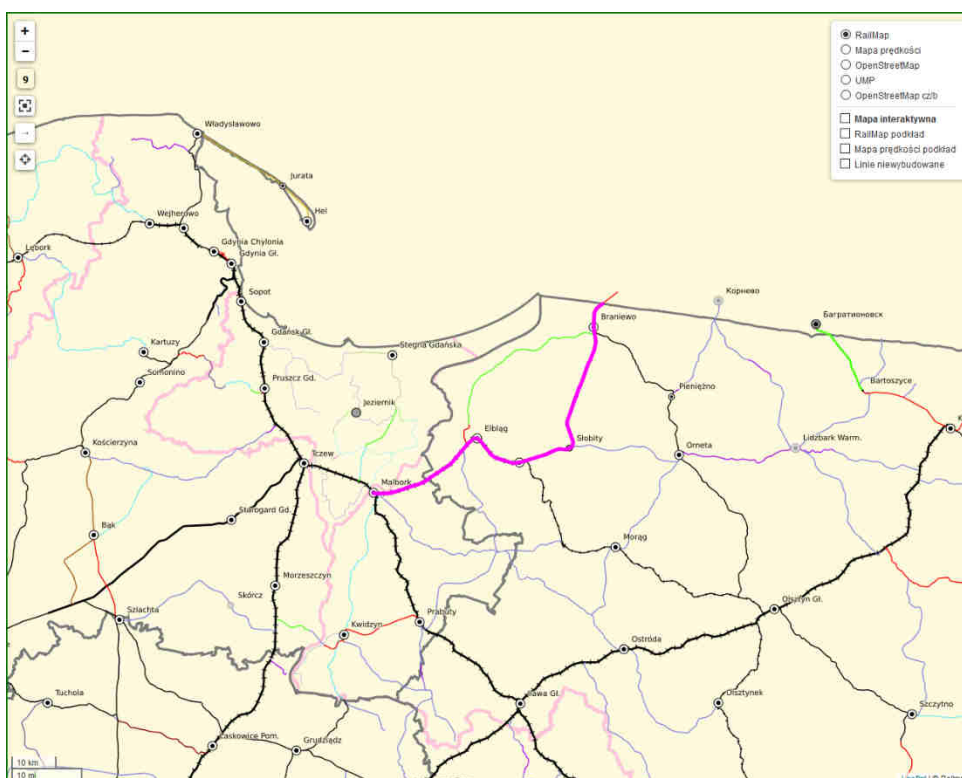 +
−
9
RailMap
Mapa prędkości
OpenStreetMap
UMP
OpenStreetMap cz/b
Mapa interaktywna
RailMap podkład
Mapa prędkości podkład
Linie niewybudowane
Władysławowo
Jurata
Hel
Wejherowo
Gdynia Chylonia
Lębork
Gdynia Gł.
Sopot
Корнево
Багратионовск
Braniewo
Gdańsk Gł.
Kartuzy
Stegna Gdańska
Somonino
Pruszcz Gd.
Bartoszyce
Pieniężno
Jeziernik
K
Elbląg
Kościerzyna
Słobity
Orneta
Lidzbark Warm.
Tczew
Malbork
Starogard Gd.
Bąk
Morąg
Morzeszczyn
Skórcz
Szlachta
Prabuty
Olsztyn Gł.
Kwidzyn
Ostróda
Tuchola
Iława Gł.
Olsztynek
Szczytno
Laskowice Pom.
Grudziądz
10 km
10 m